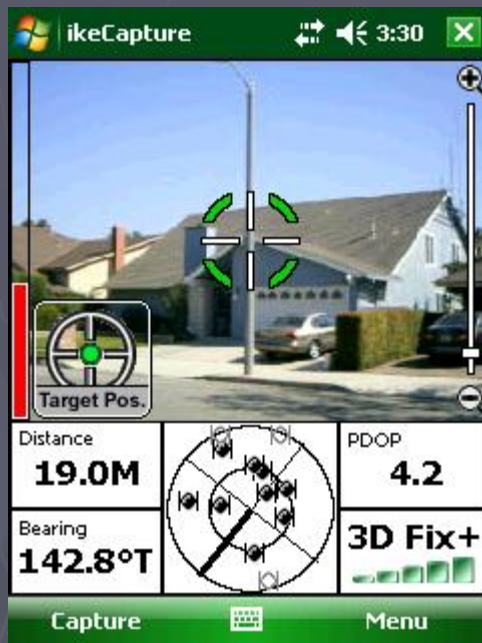 ikeCapture 3:30
Target Pos.
Distance
19.0M
PDOP
4.2
Bearing
142.8°T
3D Fix+
Capture Menu